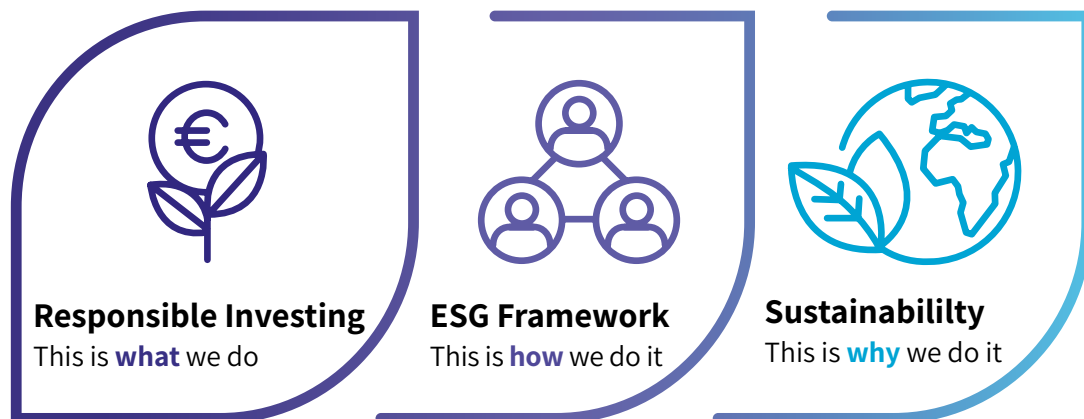 €
Responsible Investing
This is what we do
ESG Framework
This is how we do it
Sustainabililty
This is why we do it